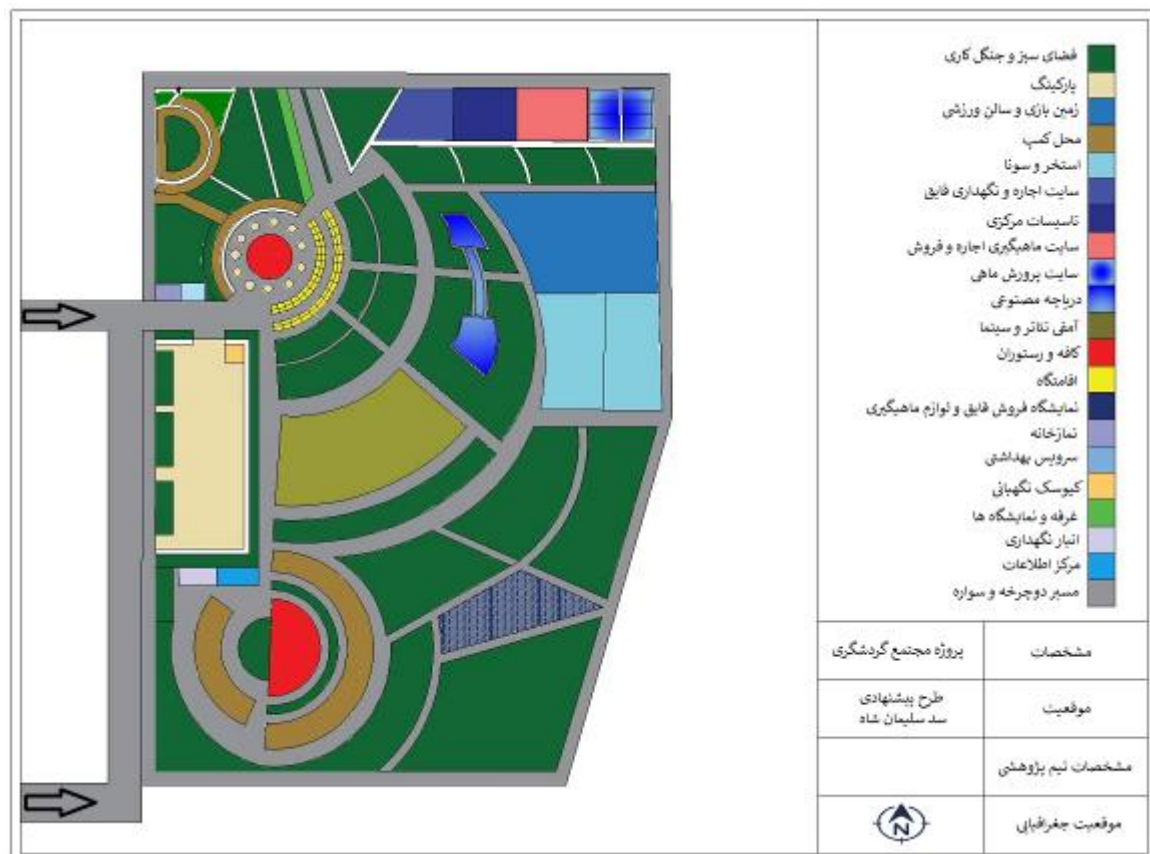 فضای سبز و جنگل کاری
پارکینگ
زمین بازی و سالن ورزشی
محل کمپ
استخر و سونا
سایت اجاره و نگهداری قایق
تاسیسات مرکزی
سایت ماهیگیری اجاره و فروش
سایت پرورش ماهی
دریاچه مصنوعی
آمفی تئاتر و سینما
کافه و رستوران
اقامتگاه
نمایشگاه فروش قایق و لوازم ماهیگیری
نمازخانه
سرویس بهداشتی
کیوسک نگهبانی
غرفه و نمایشگاه ها
انبار نگهداری
مرکز اطلاعات
مسیر دوچرخه و سواره
مشخصات
پروژه مجتمع گردشگری
موقعیت
طرح پیشنهادی
سد سلیمان شاه
مشخصات تیم پژوهشی
موقعیت جغرافیایی
N